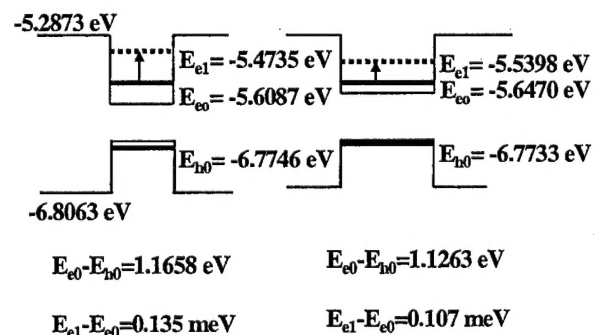 -5.2873 eV
E_e1= -5.4735 eV
E_eo= -5.6087 eV
E_h0= -6.7746 eV
-6.8063 eV
E_e0-E_h0=1.1658 eV
E_e1-E_e0=0.135 meV
E_e1= -5.5398 eV
E_eo= -5.6470 eV
E_h0= -6.7733 eV
E_e0-E_h0=1.1263 eV
E_e1-E_e0=0.107 meV